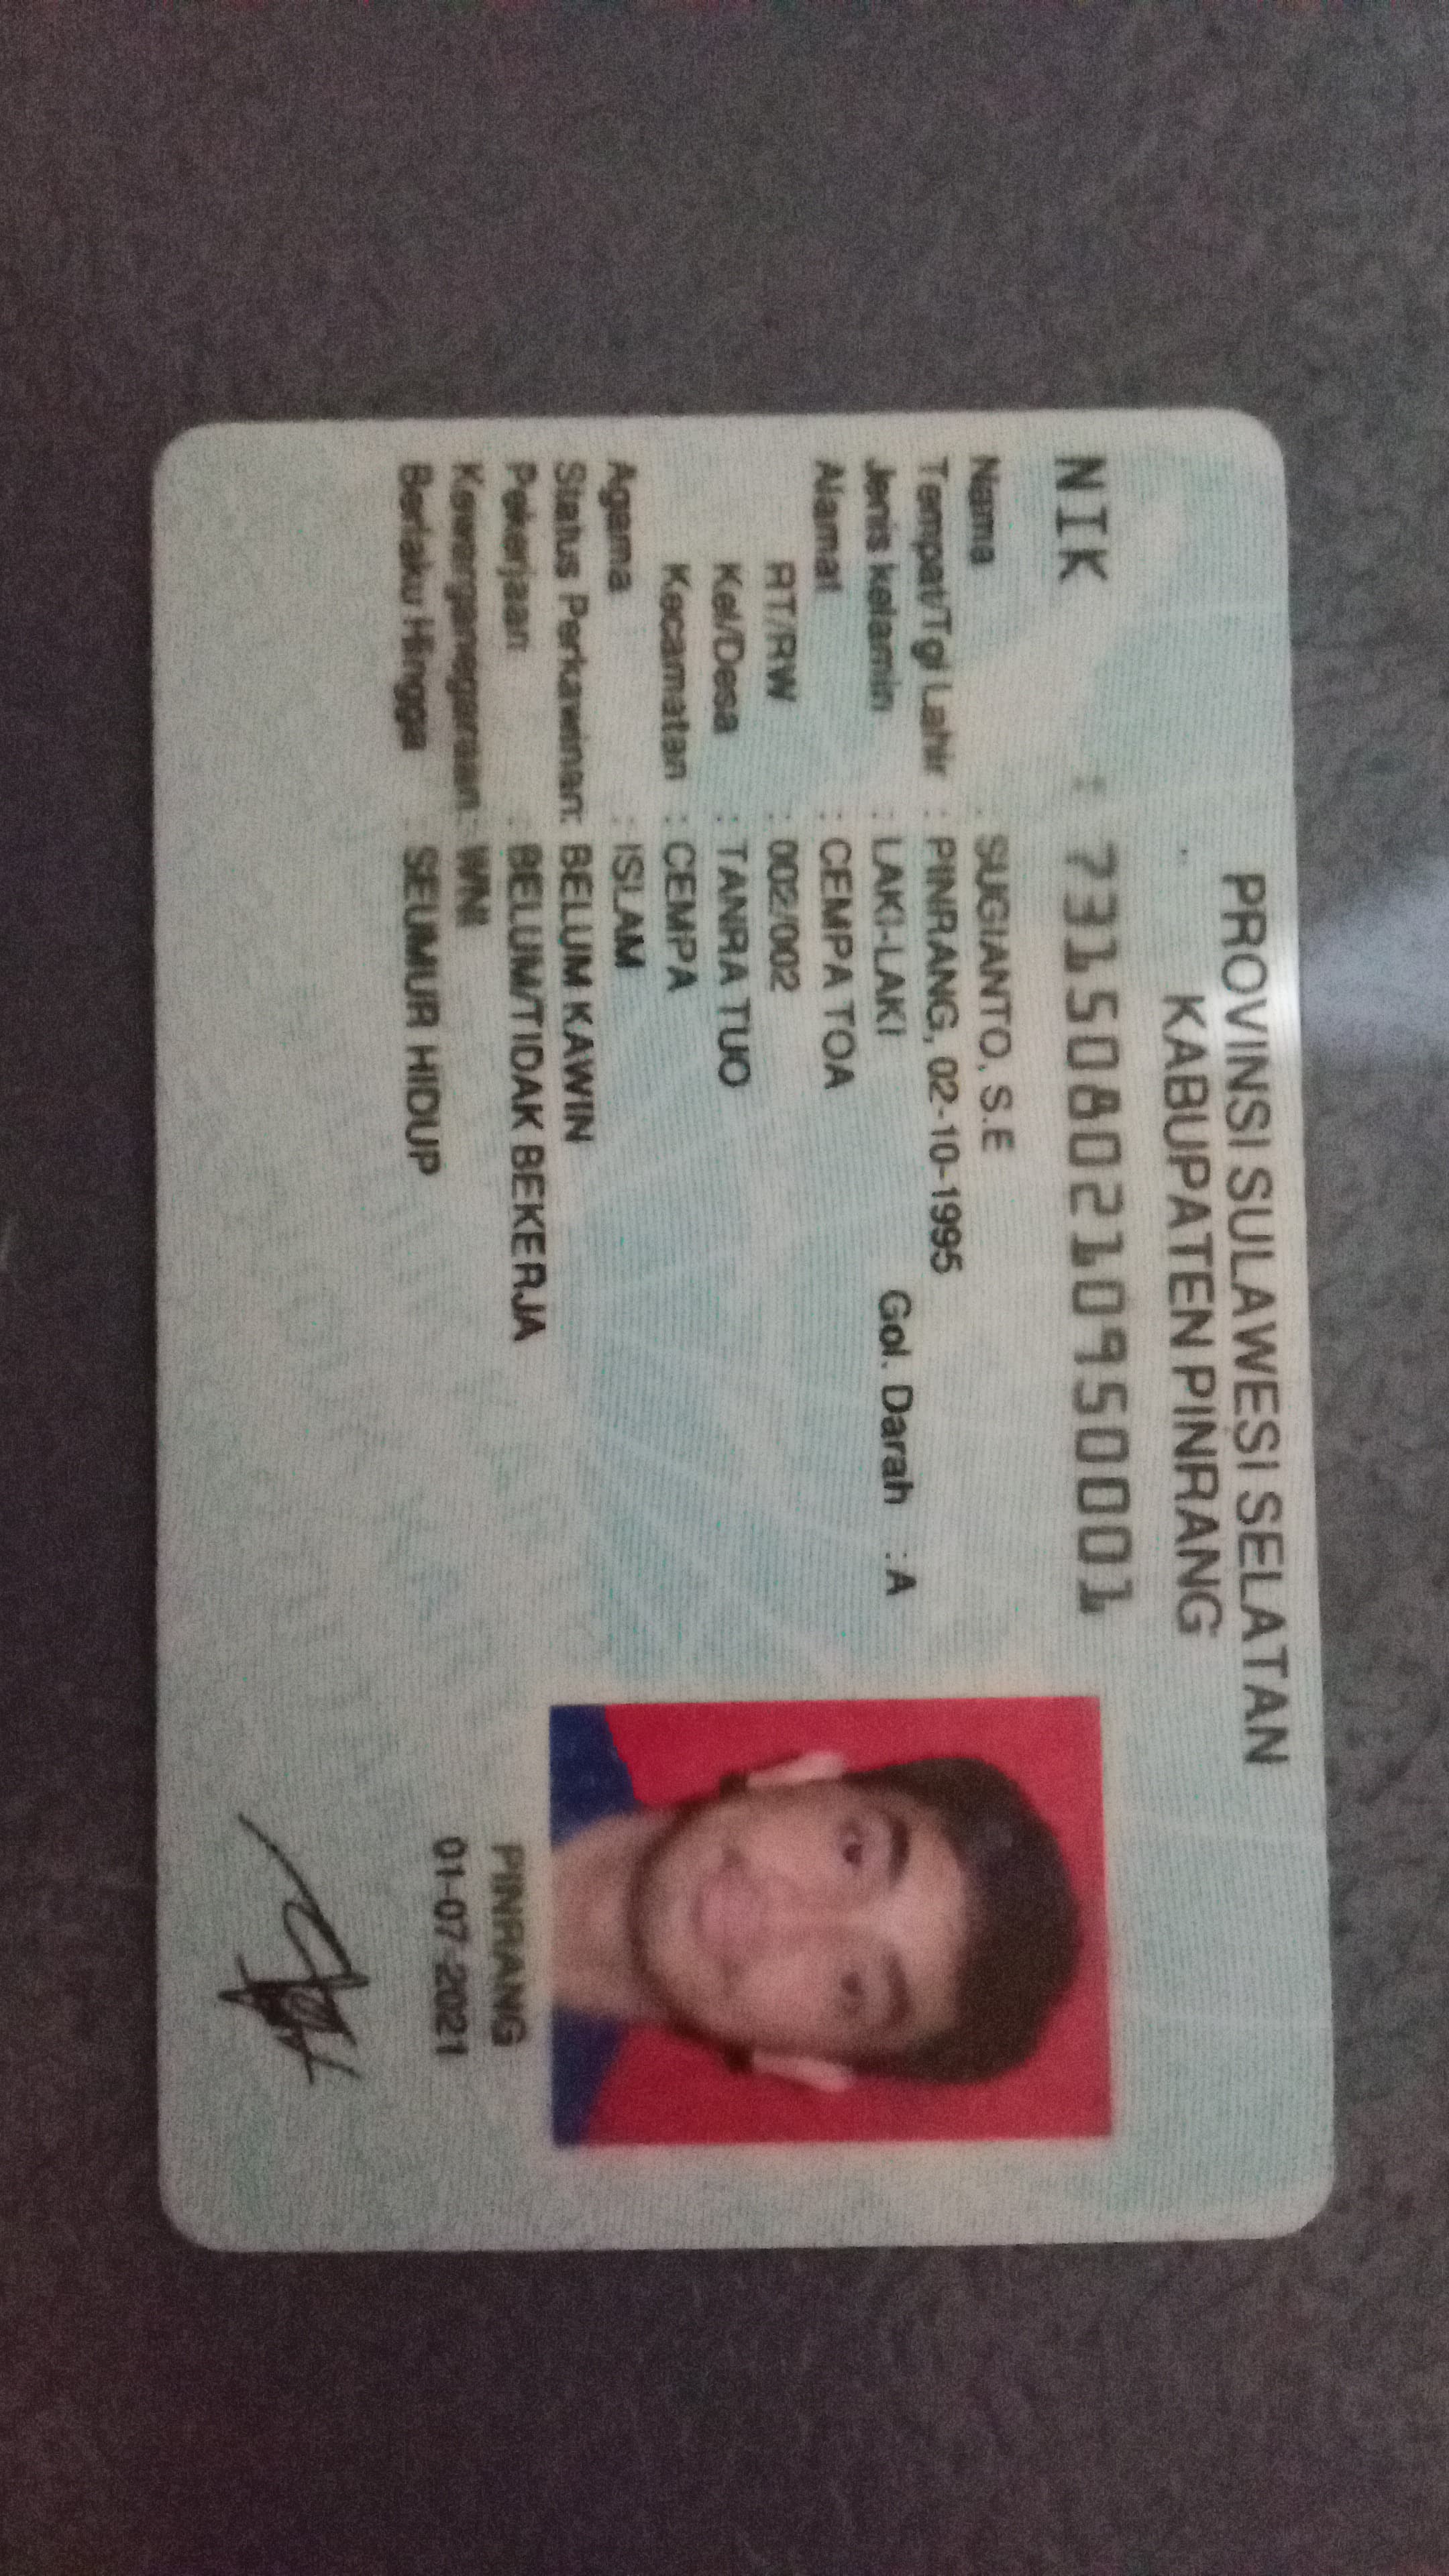 PROVINSI SULAWESI SELATAN
KABUPATEN PINRANG
NIK : 7315080210950001
Nama : SUGIANTO, S.E
Tempat/Tgl Lahir : PINRANG, 02-10-1995
Jenis kelamin : LAKI-LAKI Gol. Darah : A
Alamat : CEMPA TOA
RT/RW : 002/002
Kel/Desa : TANRA TUO
Kecamatan : CEMPA
Agama : ISLAM
Status Perkawinan: BELUM KAWIN
Pekerjaan : BELUM/TIDAK BEKERJA
Kewarganegaraan: WNI
Berlaku Hingga : SEUMUR HIDUP
PINRANG
01-07-2021